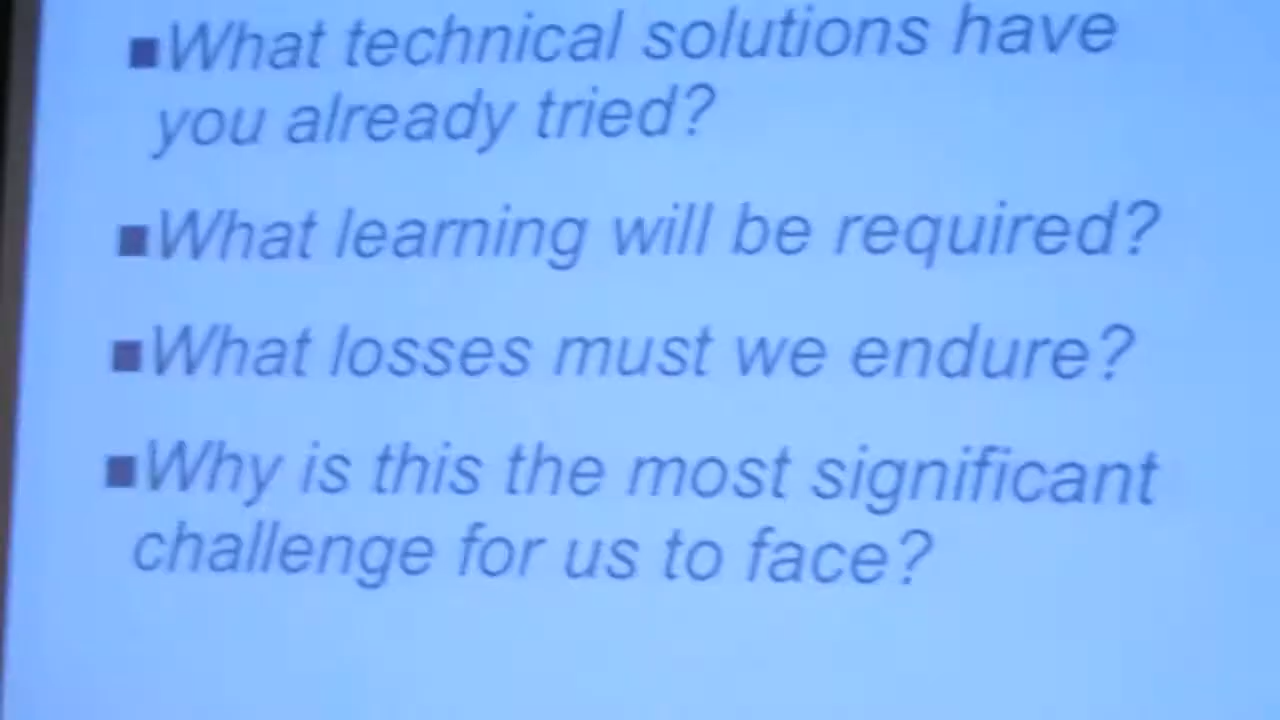 ■What technical solutions have
you already tried?
■What learning will be required?
■What losses must we endure?
■Why is this the most significant
challenge for us to face?